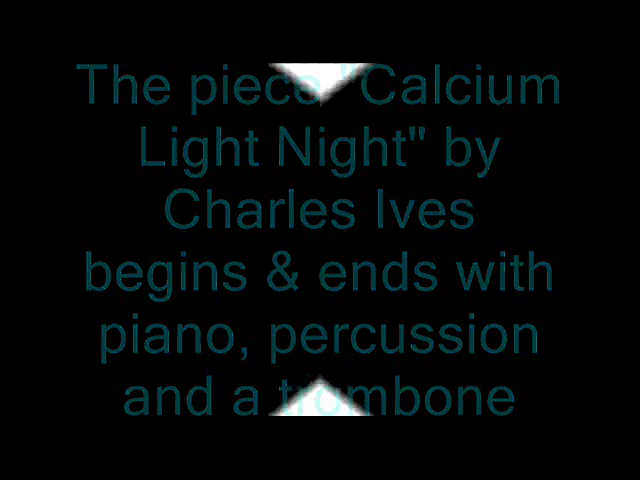 The piece "Calcium
Light Night" by
Charles Ives
begins & ends with
piano, percussion
and a trombone